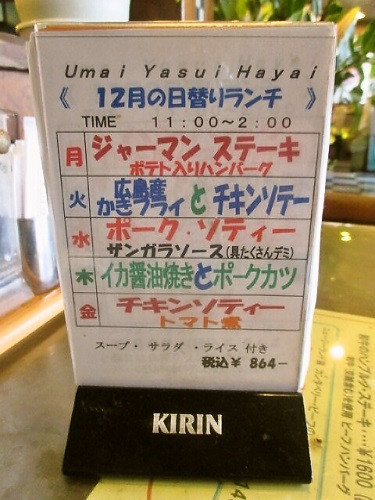 Umai Yasui Hayai
《 12月の日替りランチ 》
TIME 11:00～2:00
月 ジャーマン ステーキ
ポテト入りハンバーグ
火 広島産
かきフライ と チキンソテー
水 ポーク・ソティー
ザンガラソース(具たくさんデミ)
木 イカ醤油焼きとポークカツ
金 チキンソティー
トマト煮
スープ・サラダ・ライス 付き
税込¥ 864-
KIRIN